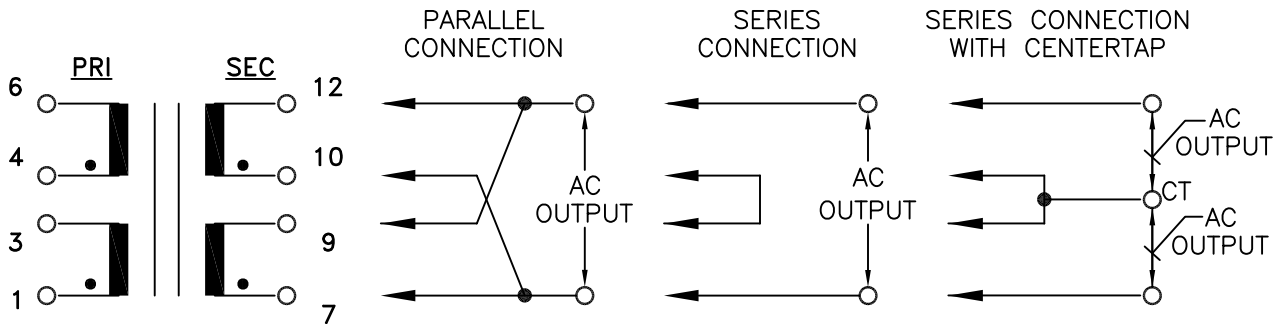 PARALLEL
CONNECTION
SERIES
CONNECTION
SERIES CONNECTION
WITH CENTERTAP
PRI
SEC
6
12
4
10
3
9
1
7
AC
OUTPUT
AC
OUTPUT
AC
OUTPUT
CT
AC
OUTPUT